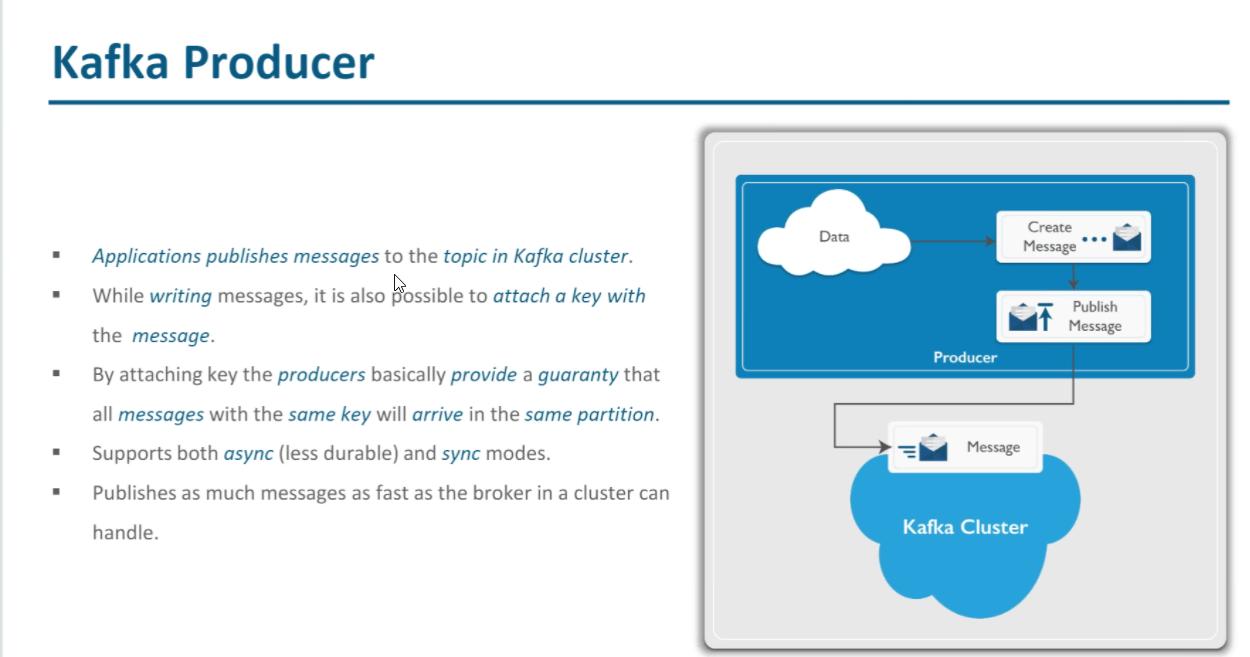 Kafka Producer
▪ Applications publishes messages to the topic in Kafka cluster.
▪ While writing messages, it is also possible to attach a key with
the message.
▪ By attaching key the producers basically provide a guaranty that
all messages with the same key will arrive in the same partition.
▪ Supports both async (less durable) and sync modes.
▪ Publishes as much messages as fast as the broker in a cluster can
handle.
Data
Create
Message
Publish
Message
Producer
Message
Kafka Cluster